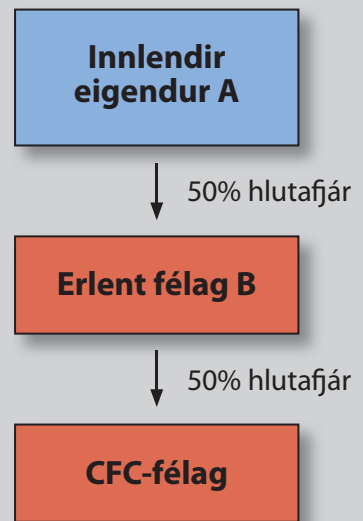 Innlendir
eigendur A
50% hlutafjár
Erlent félag B
50% hlutafjár
CFC-félag